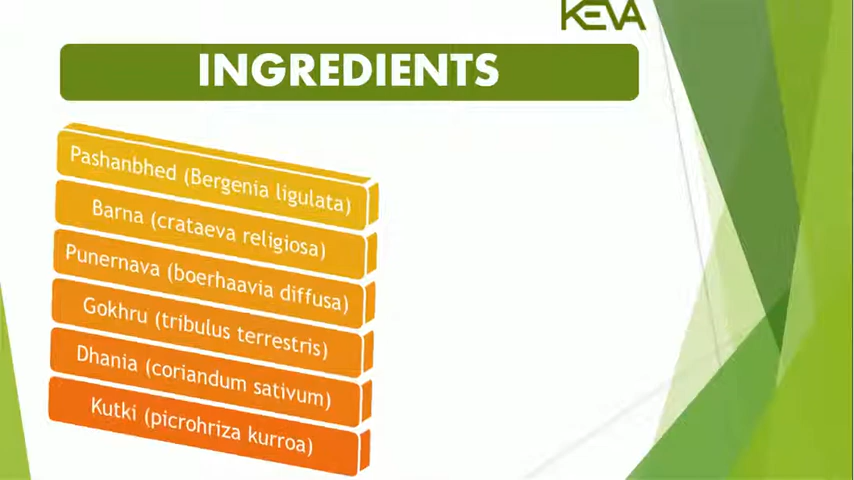 KEVA
INGREDIENTS
Pashanbhed (Bergenia ligulata)
Barna (crataeva religiosa)
Punernava (boerhaavia diffusa)
Gokhru (tribulus terrestris)
Dhania (coriandum sativum)
Kutki (picrohriza kurroa)